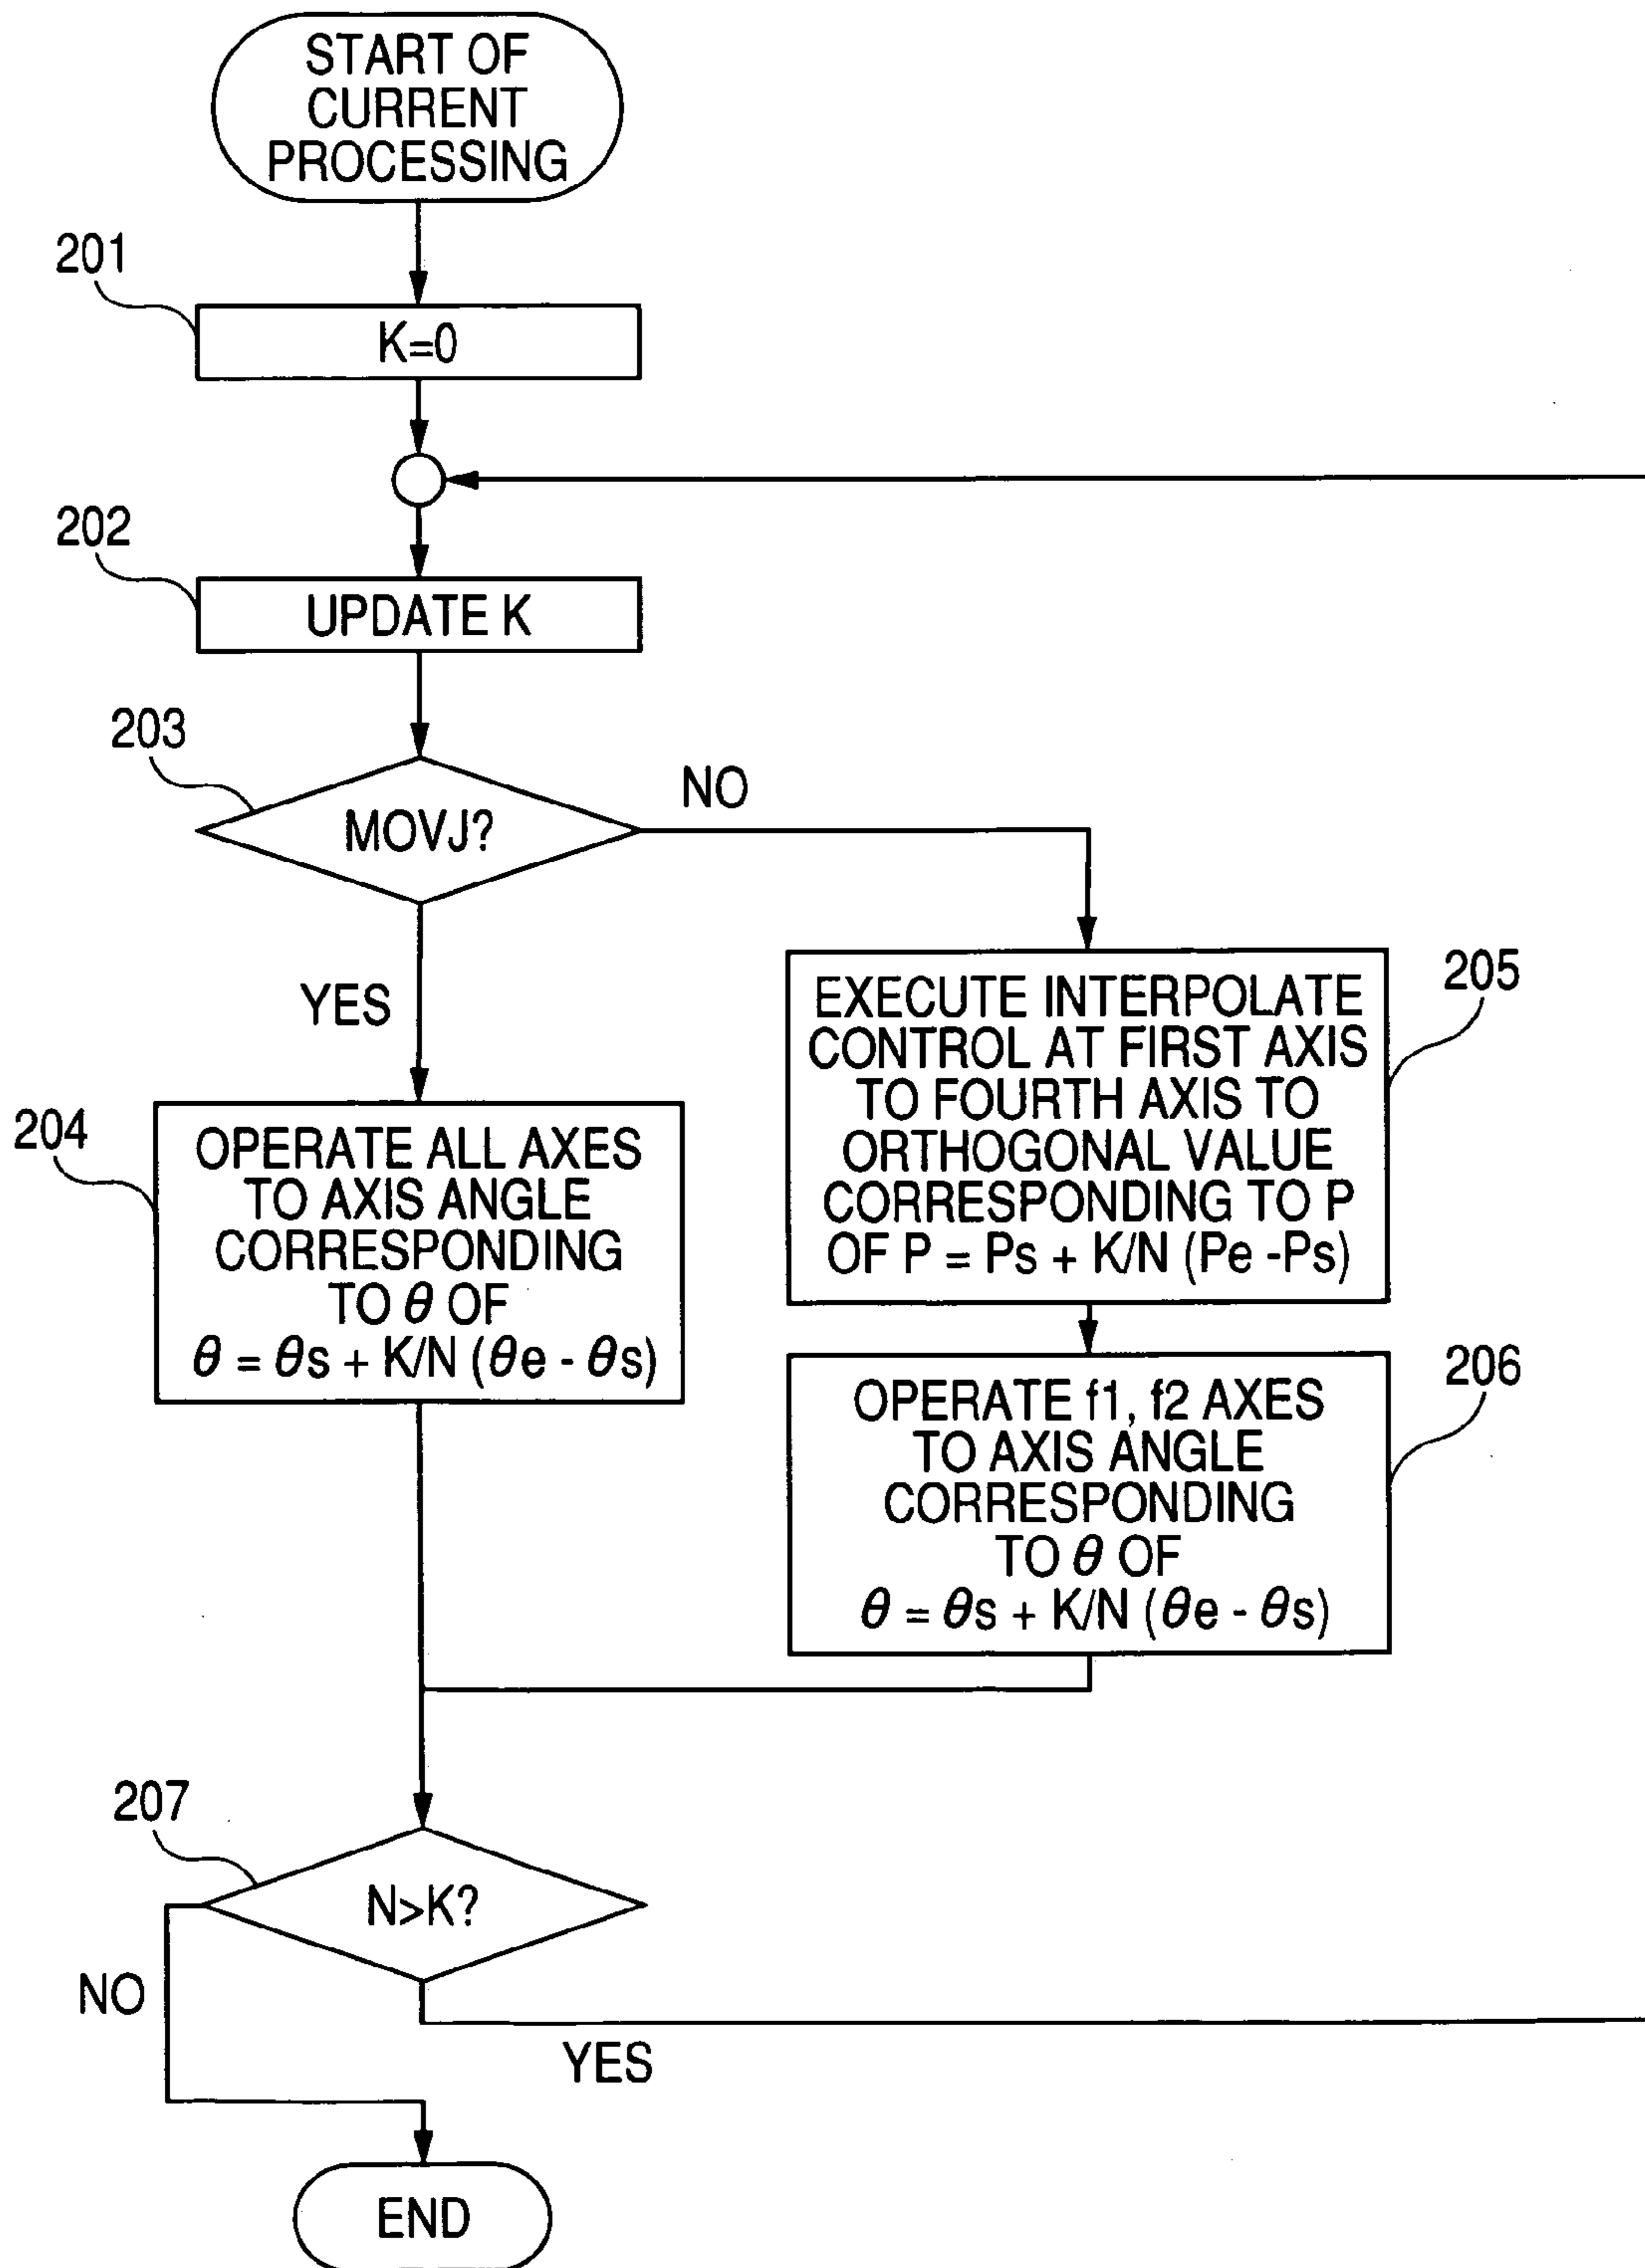 START OF
CURRENT
PROCESSING
201
K=0
202
UPDATE K
203
MOVJ?
NO
YES
204
OPERATE ALL AXES
TO AXIS ANGLE
CORRESPONDING
TO θ OF
θ = θs + K/N (θe - θs)
205
EXECUTE INTERPOLATE
CONTROL AT FIRST AXIS
TO FOURTH AXIS TO
ORTHOGONAL VALUE
CORRESPONDING TO P
OF P = Ps + K/N (Pe -Ps)
206
OPERATE f1, f2 AXES
TO AXIS ANGLE
CORRESPONDING
TO θ OF
θ = θs + K/N (θe - θs)
207
N>K?
NO
YES
END